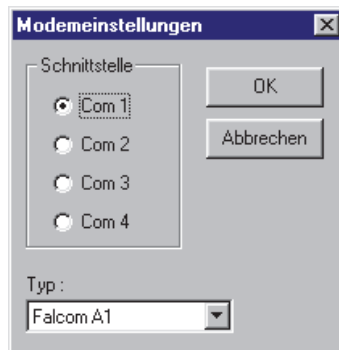 Modemeinstellungen
Schnittstelle
Com 1
Com 2
Com 3
Com 4
OK
Abbrechen
Typ :
Falcom A1